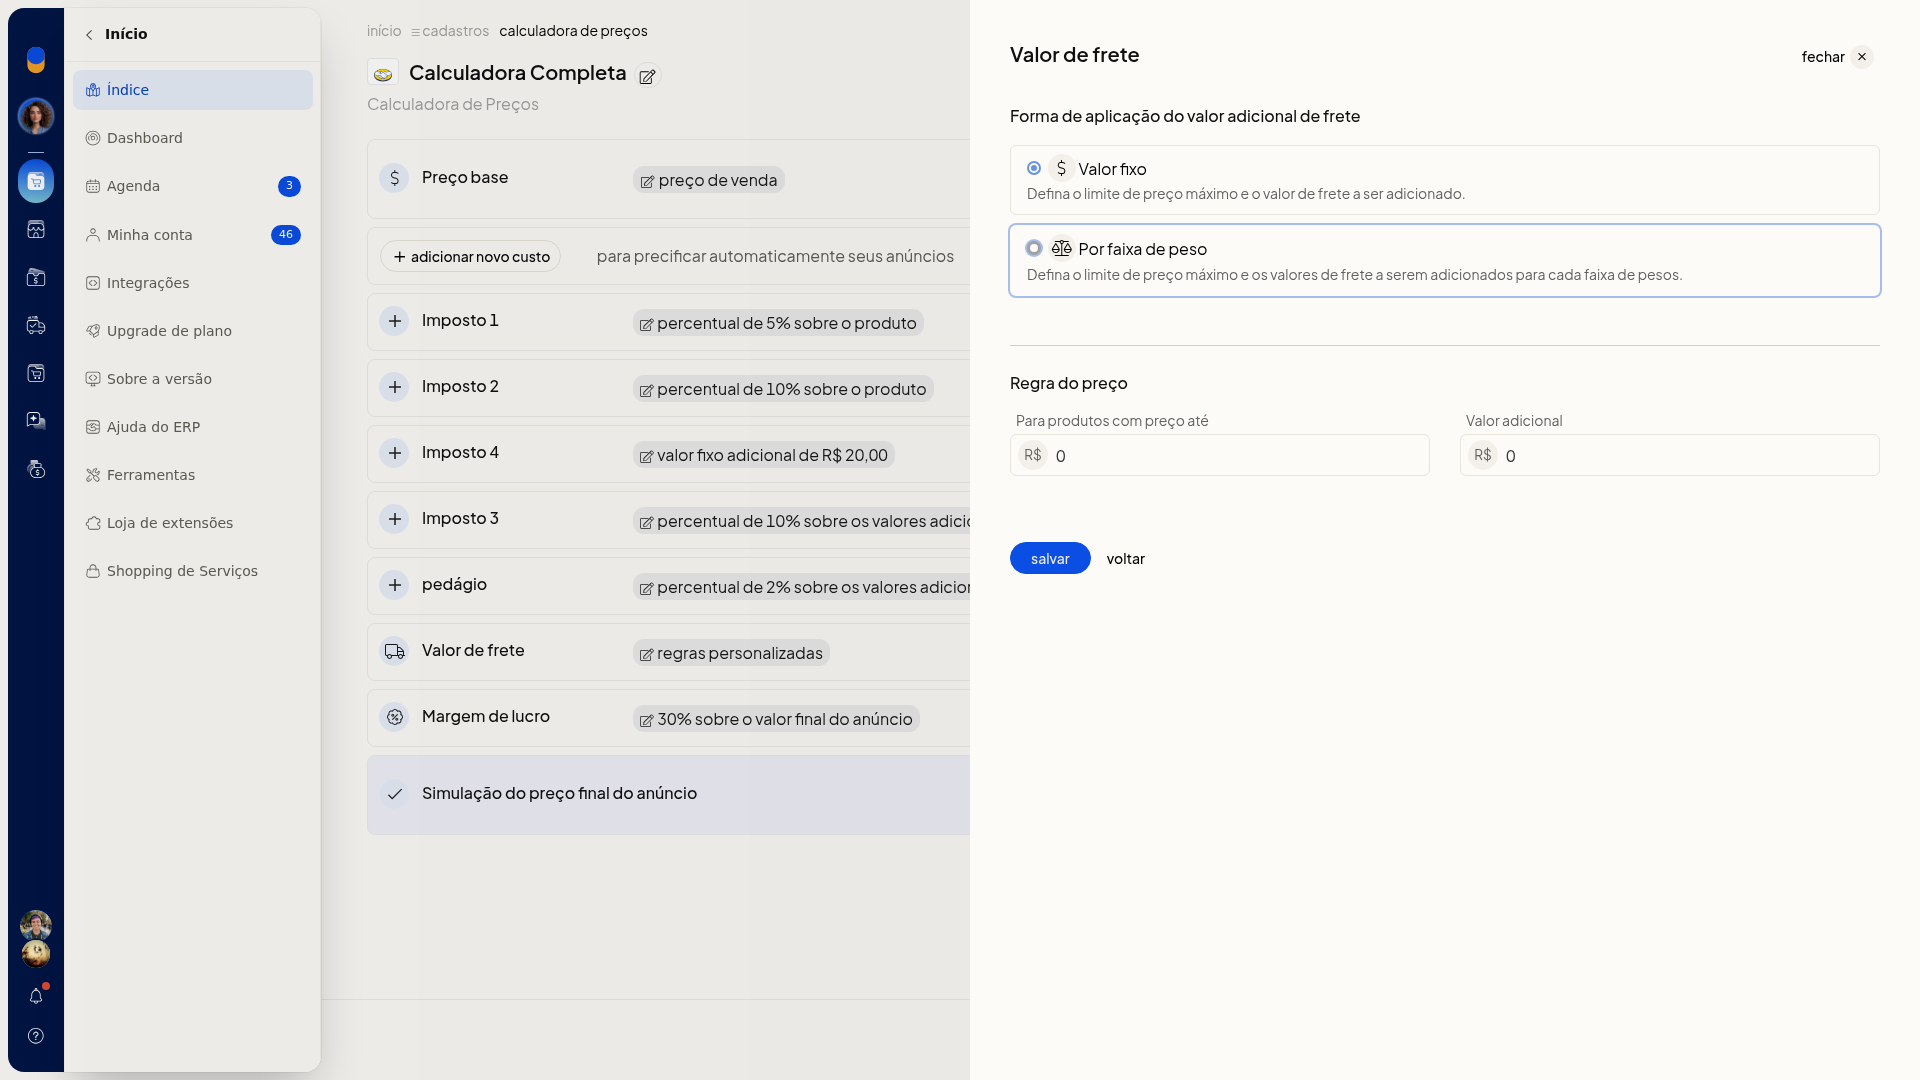 Início
Índice
Dashboard
Agenda 3
Minha conta 46
Integrações
Upgrade de plano
Sobre a versão
Ajuda do ERP
Ferramentas
Loja de extensões
Shopping de Serviços
início cadastros calculadora de preços
Calculadora Completa
Calculadora de Preços
$ Preço base preço de venda
+ adicionar novo custo para precificar automaticamente seus anúncios
+ Imposto 1 percentual de 5% sobre o produto
+ Imposto 2 percentual de 10% sobre o produto
+ Imposto 4 valor fixo adicional de R$ 20,00
+ Imposto 3 percentual de 10% sobre os valores adici
+ pedágio percentual de 2% sobre os valores adicior
Valor de frete regras personalizadas
Margem de lucro 30% sobre o valor final do anúncio
Simulação do preço final do anúncio
Valor de frete
fechar ×
Forma de aplicação do valor adicional de frete
$ Valor fixo
Defina o limite de preço máximo e o valor de frete a ser adicionado.
Por faixa de peso
Defina o limite de preço máximo e os valores de frete a serem adicionados para cada faixa de pesos.
Regra do preço
Para produtos com preço até
R$ 0
Valor adicional
R$ 0
salvar voltar